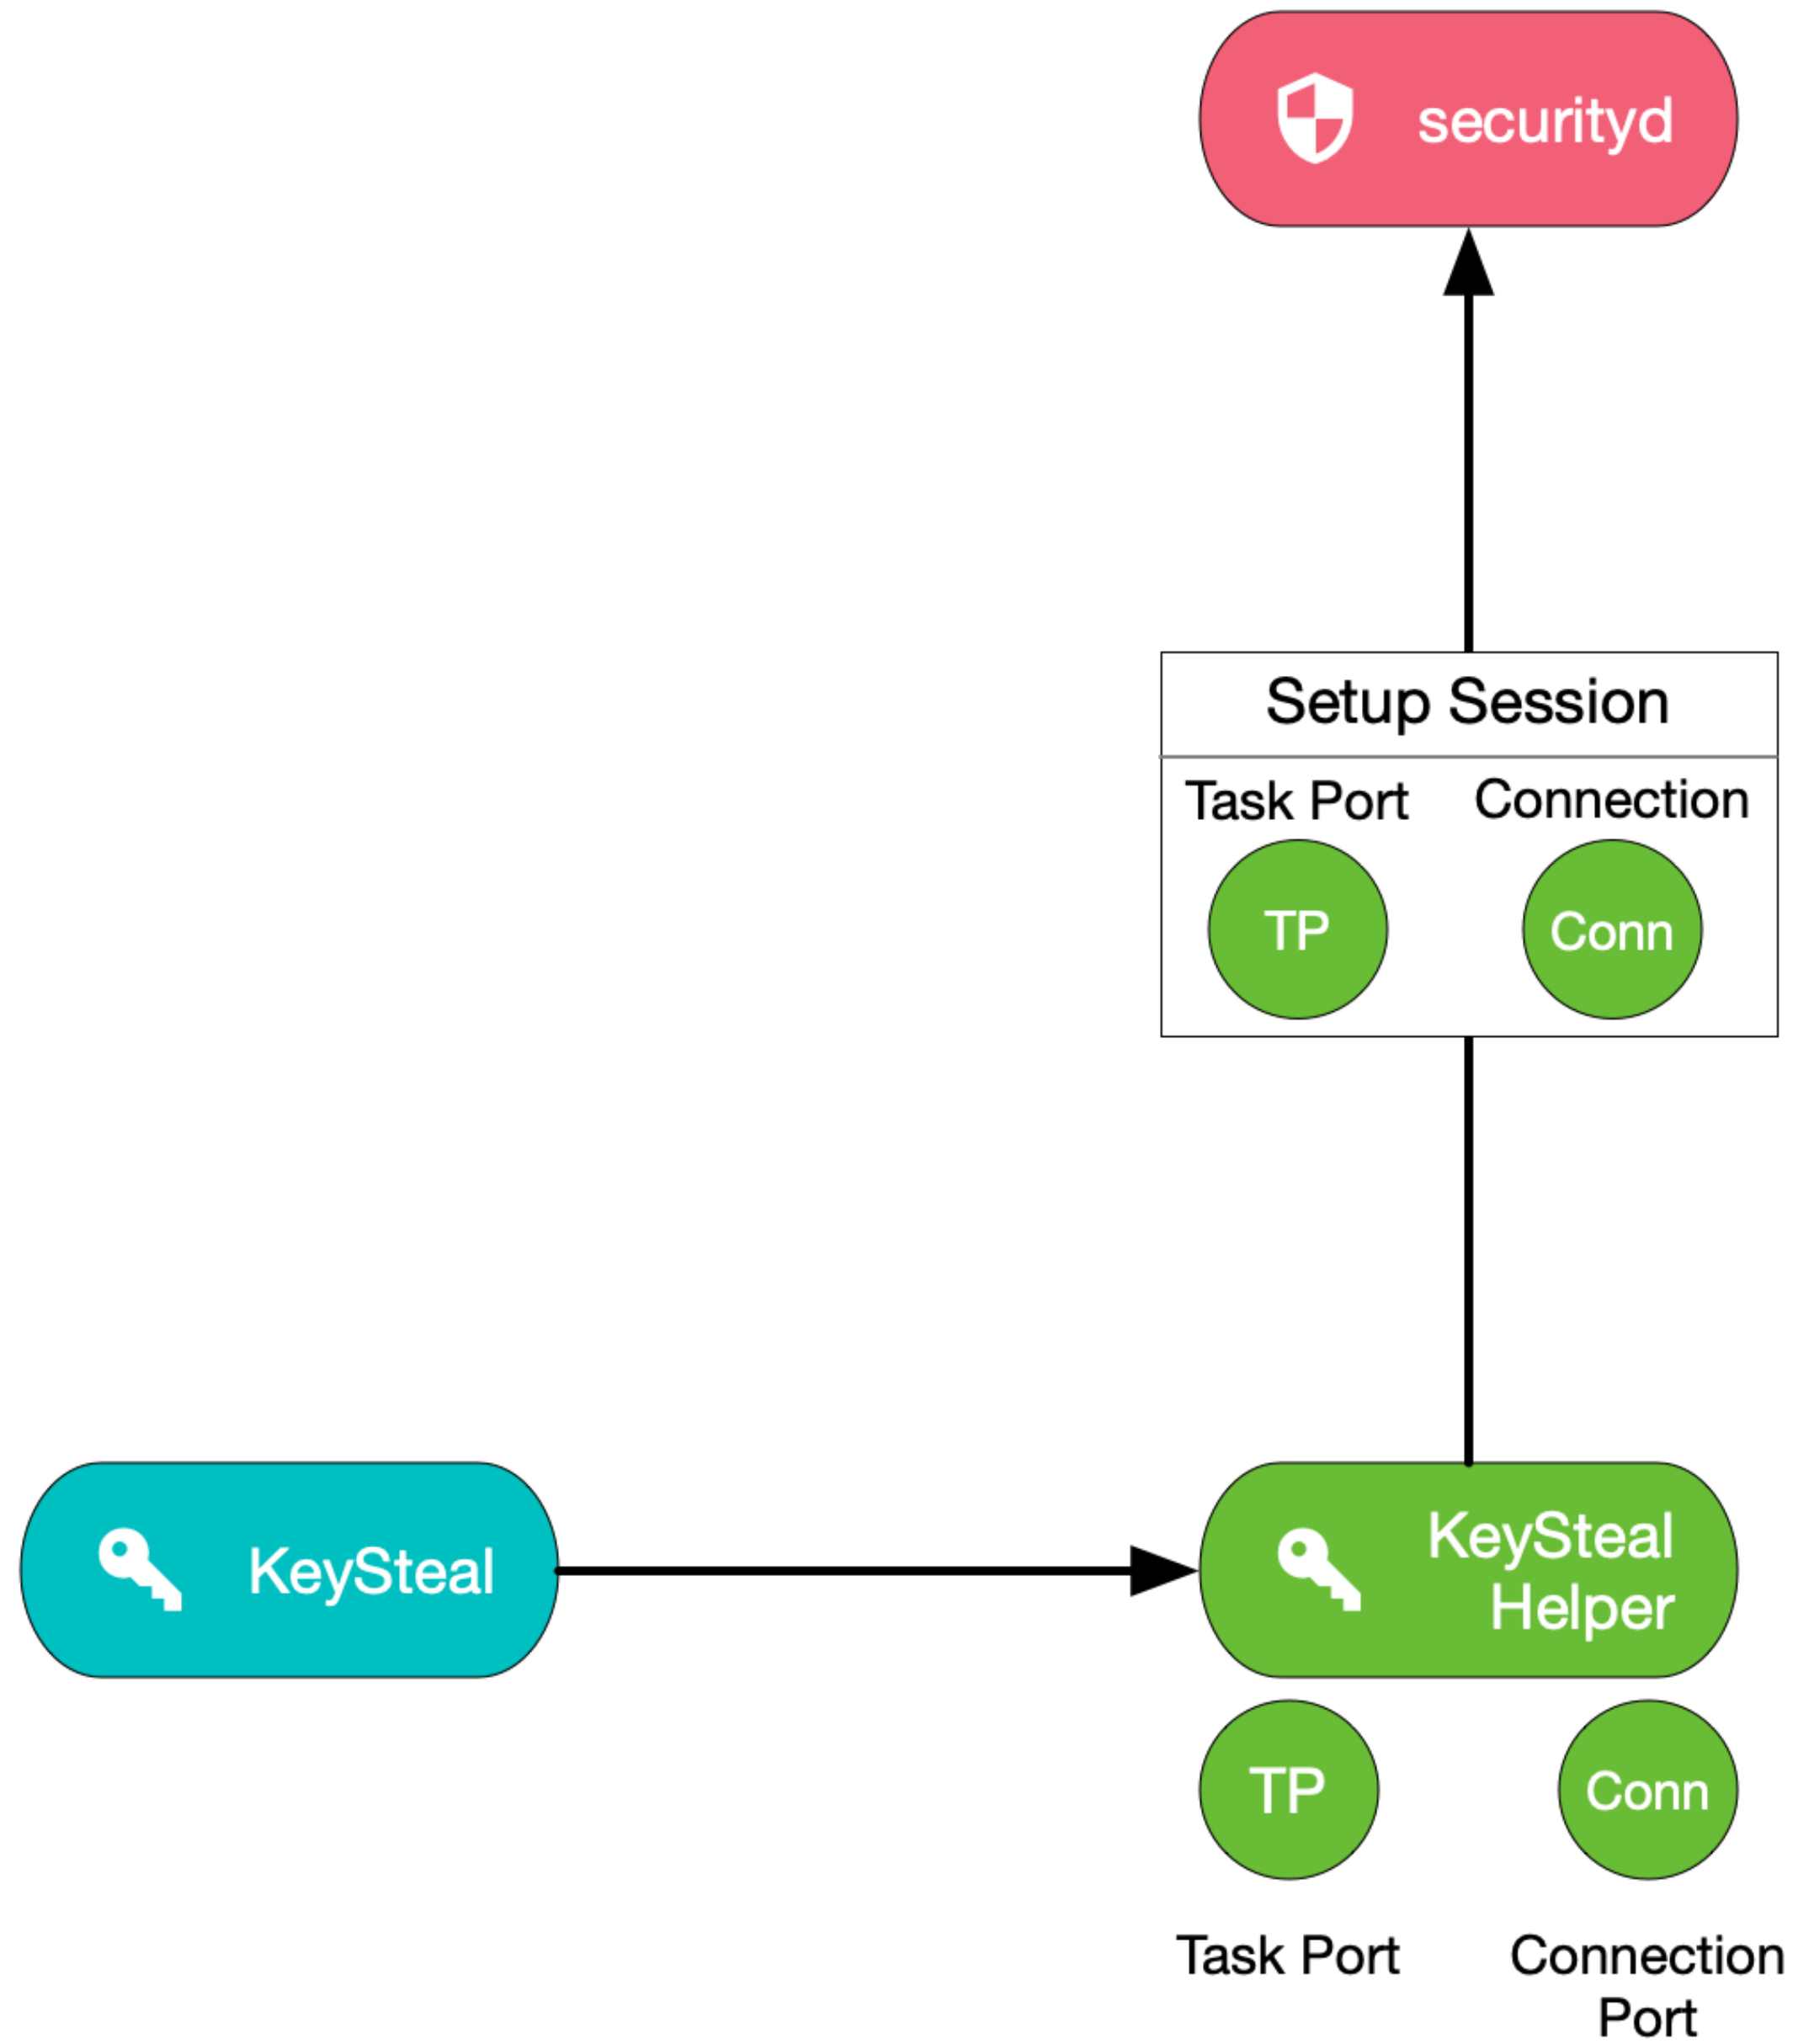 securityd
Setup Session
Task Port
Connection
TP
Conn
KeySteal
KeySteal
Helper
TP
Conn
Task Port
Connection
Port